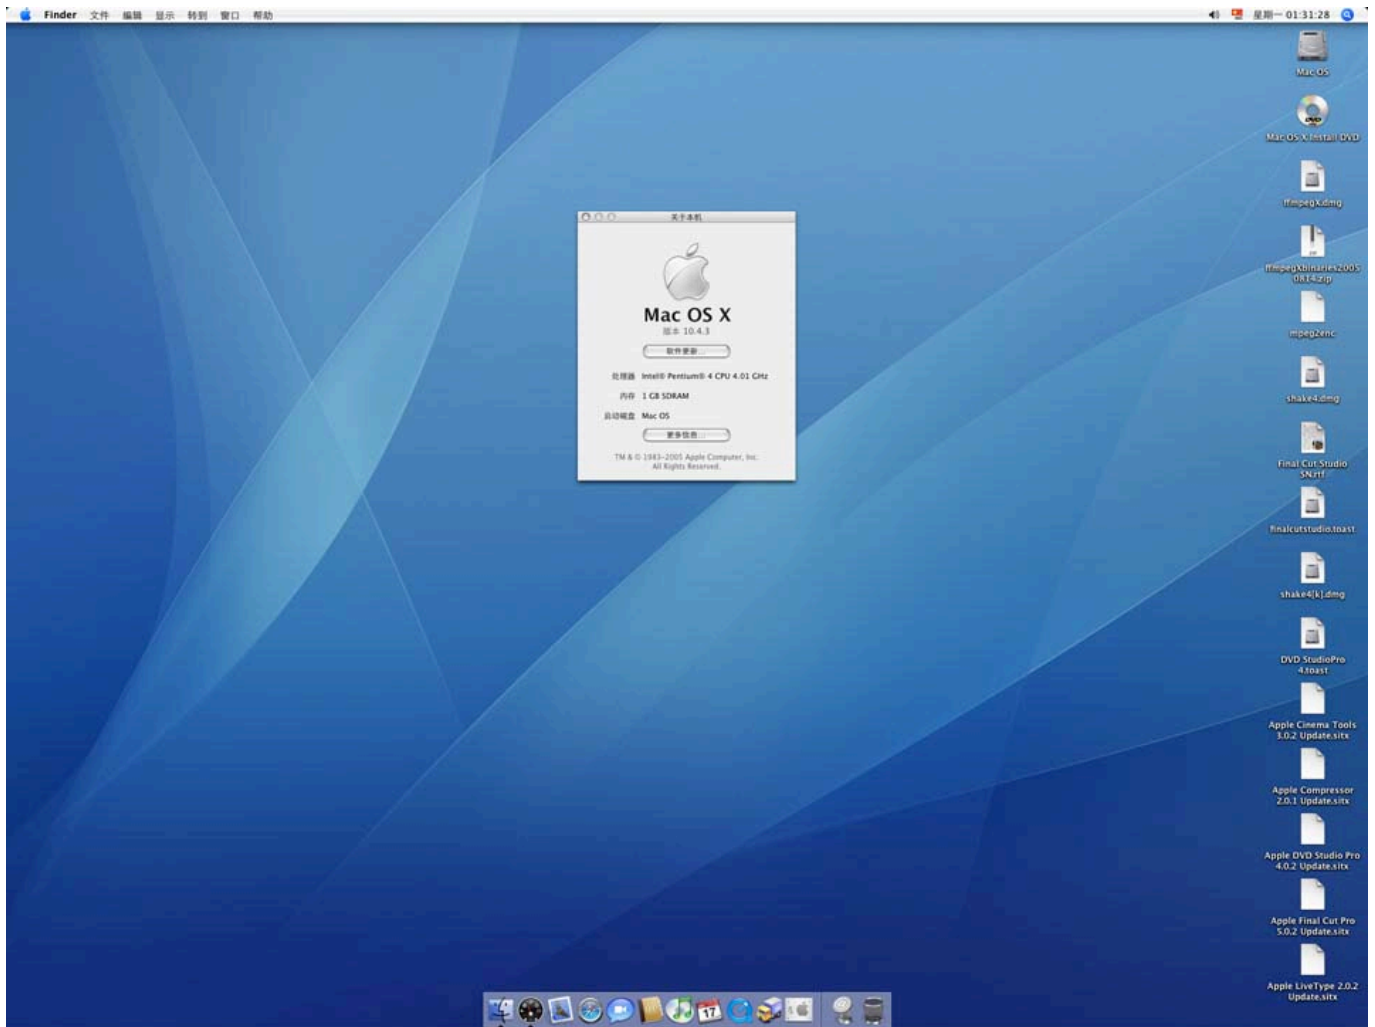 Finder 文件 编辑 显示 转到 窗口 帮助
星期一 01:31:28
Mac OS
Mac OS X Install DVD
ffmpegX.dmg
ffmpegXbinaries2005
0814.zip
mpeg2enc
shake4.dmg
Final Cut Studio
SN.rtf
finalcutstudio.toast
shake4[k].dmg
DVD StudioPro
4.toast
Apple Cinema Tools
3.0.2 Update.sitx
Apple Compressor
2.0.1 Update.sitx
Apple DVD Studio Pro
4.0.2 Update.sitx
Apple Final Cut Pro
5.0.2 Update.sitx
Apple LiveType 2.0.2
Update.sitx
关于本机
Mac OS X
版本 10.4.3
软件更新...
处理器 Intel® Pentium® 4 CPU 4.01 GHz
内存 1 GB SDRAM
启动磁盘 Mac OS
更多信息...
TM & © 1983-2005 Apple Computer, Inc.
All Rights Reserved.
17